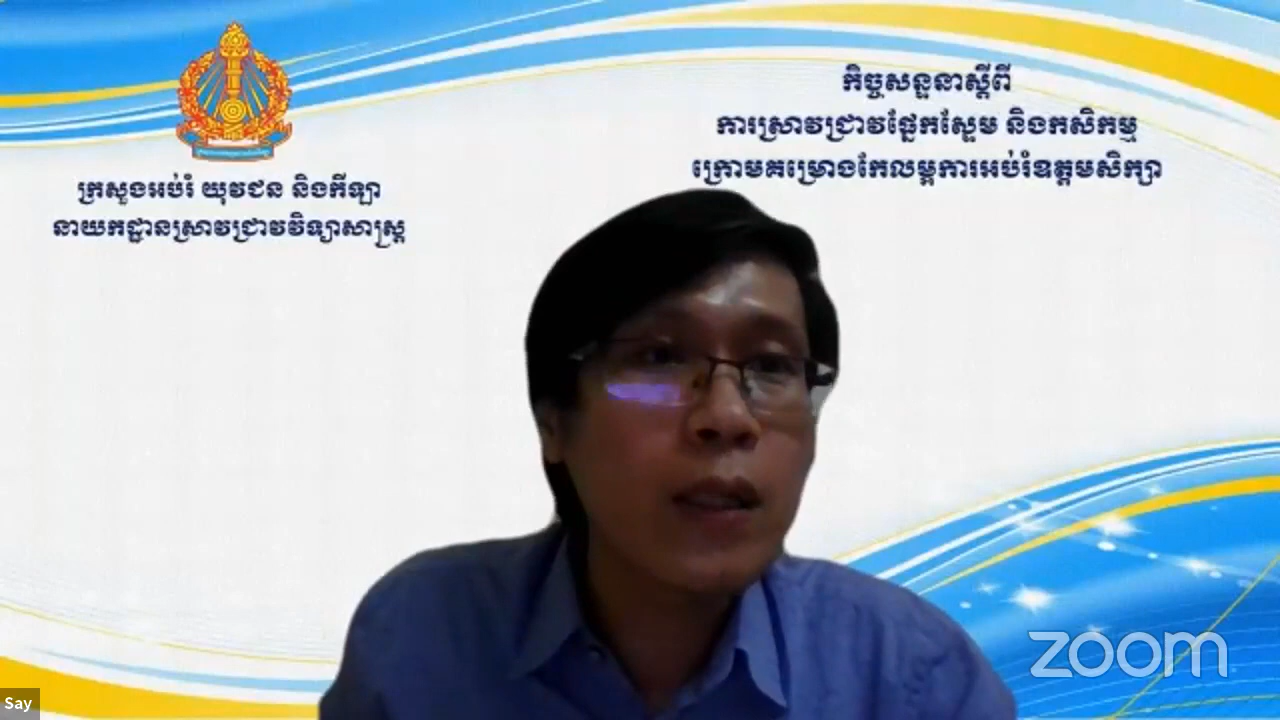 ក្រសួងអប់រំ យុវជន និងកីឡា
នាយកដ្ឋានស្រាវជ្រាវវិទ្យាសាស្ត្រ
កិច្ចសន្ទនាស្តីពី
ការស្រាវជ្រាវផ្នែកស្ទែម និងកសិកម្ម
ក្រោមគម្រោងកែលម្អការអប់រំឧត្តមសិក្សា
zoom
Say